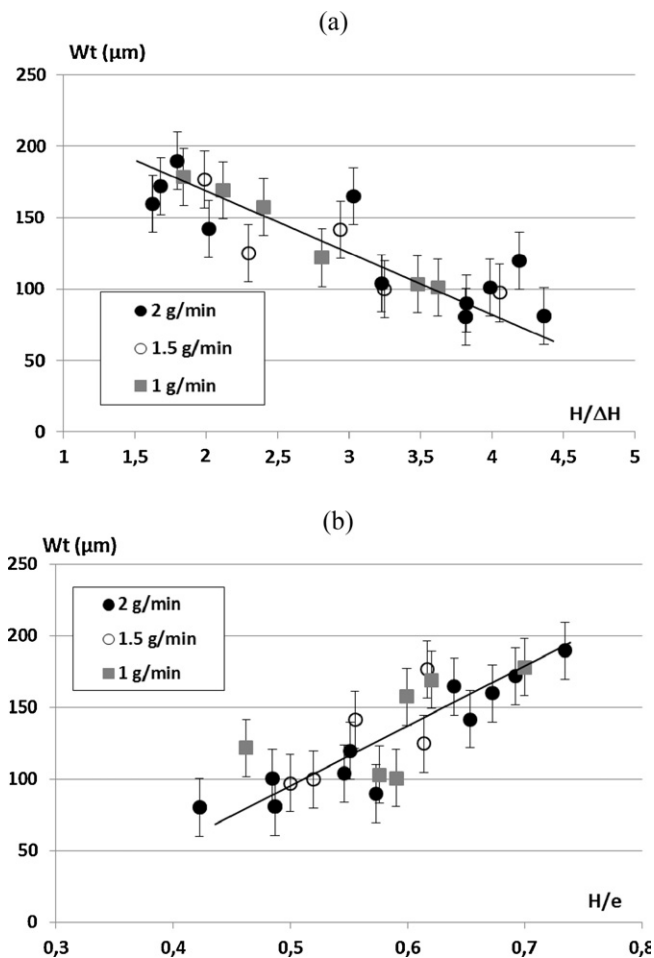 (a)
Wt (µm)
250
200
150
100
50
0
2 g/min
1.5 g/min
1 g/min
H/ΔH
1 1,5 2 2,5 3 3,5 4 4,5 5
(b)
Wt (µm)
250
200
150
100
50
0
2 g/min
1.5 g/min
1 g/min
H/e
0,3 0,4 0,5 0,6 0,7 0,8